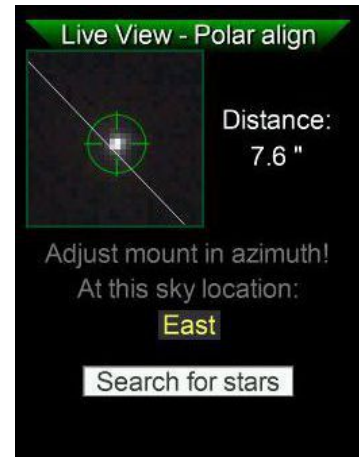 Live View - Polar align
Distance:
7.6 "
Adjust mount in azimuth!
At this sky location:
East
Search for stars